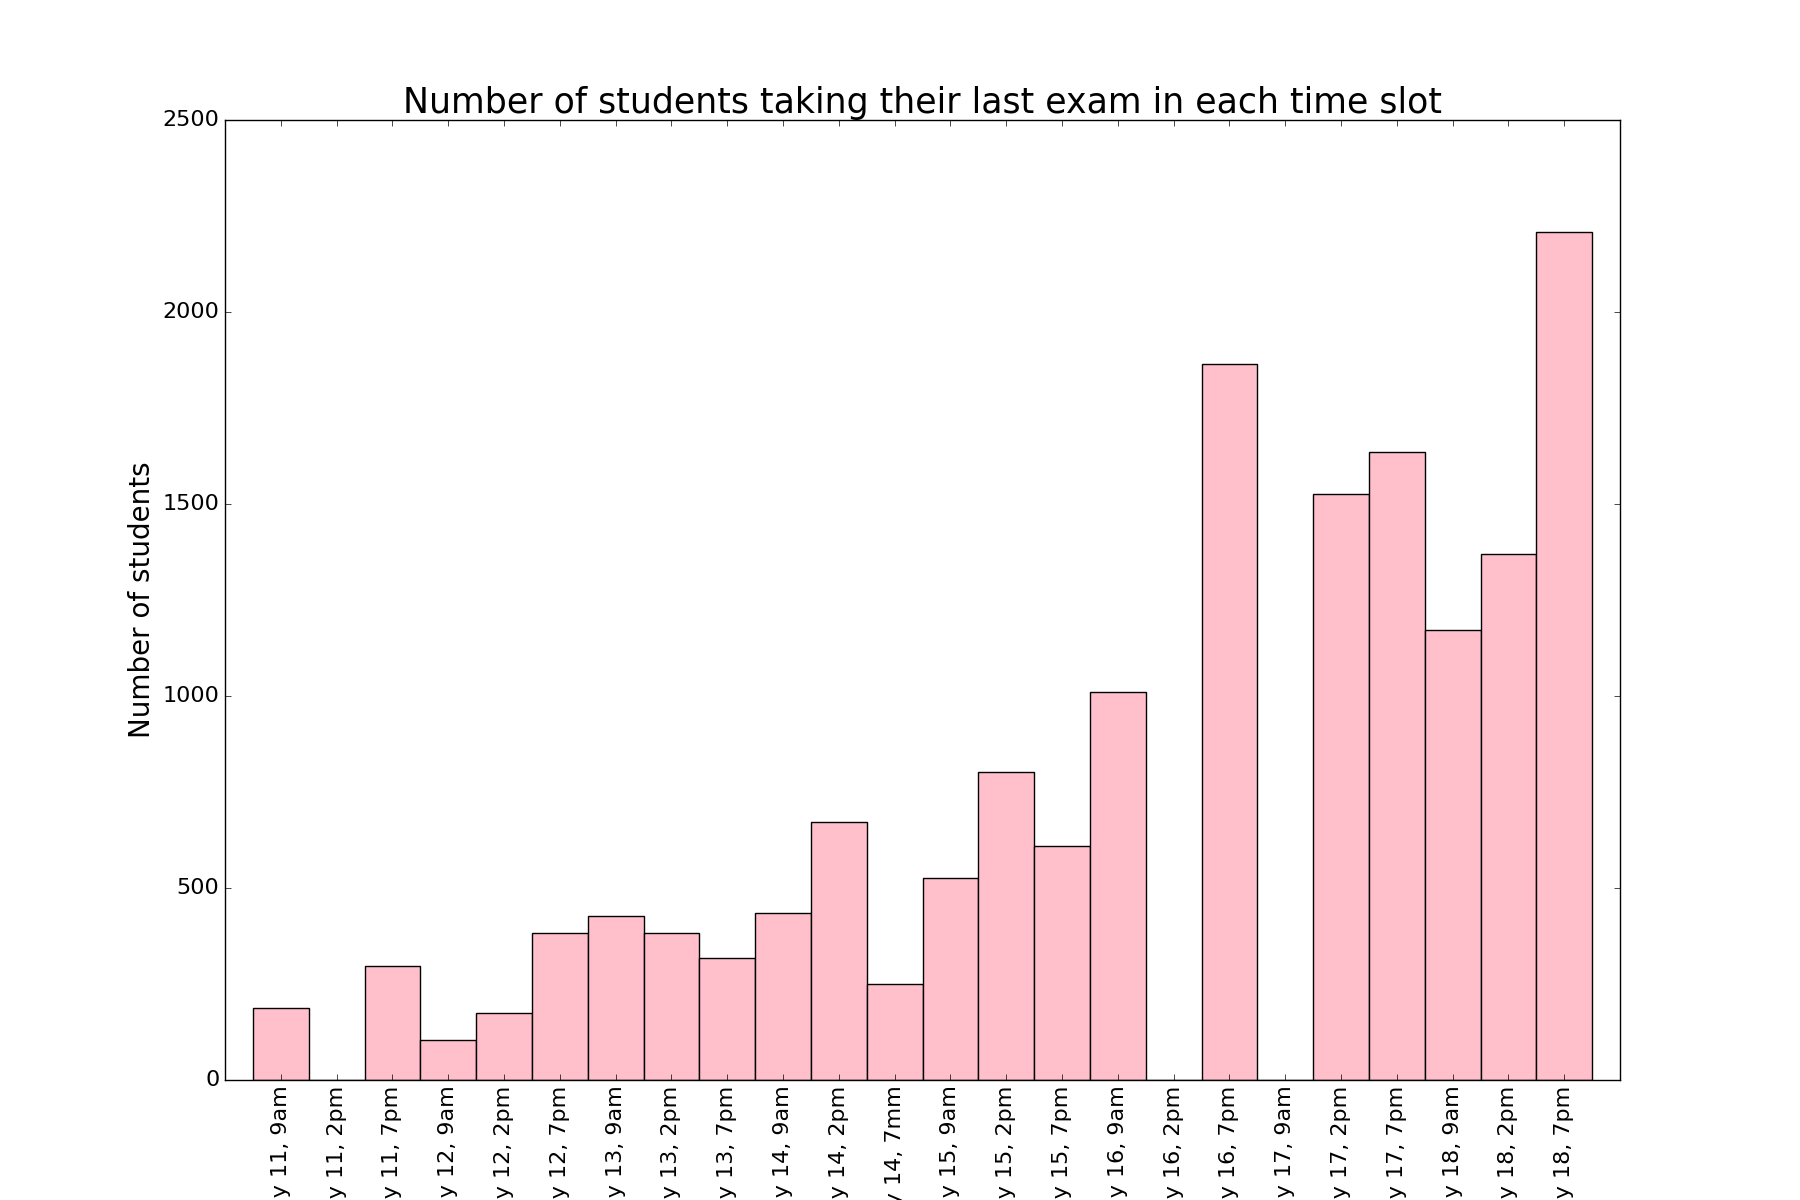 Number of students taking their last exam in each time slot
Number of students
2500
2000
1500
1000
500
0
y 11, 9am
y 11, 2pm
y 11, 7pm
y 12, 9am
y 12, 2pm
y 12, 7pm
y 13, 9am
y 13, 2pm
y 13, 7pm
y 14, 9am
y 14, 2pm
y 14, 7mm
y 15, 9am
y 15, 2pm
y 15, 7pm
y 16, 9am
y 16, 2pm
y 16, 7pm
y 17, 9am
y 17, 2pm
y 17, 7pm
y 18, 9am
y 18, 2pm
y 18, 7pm